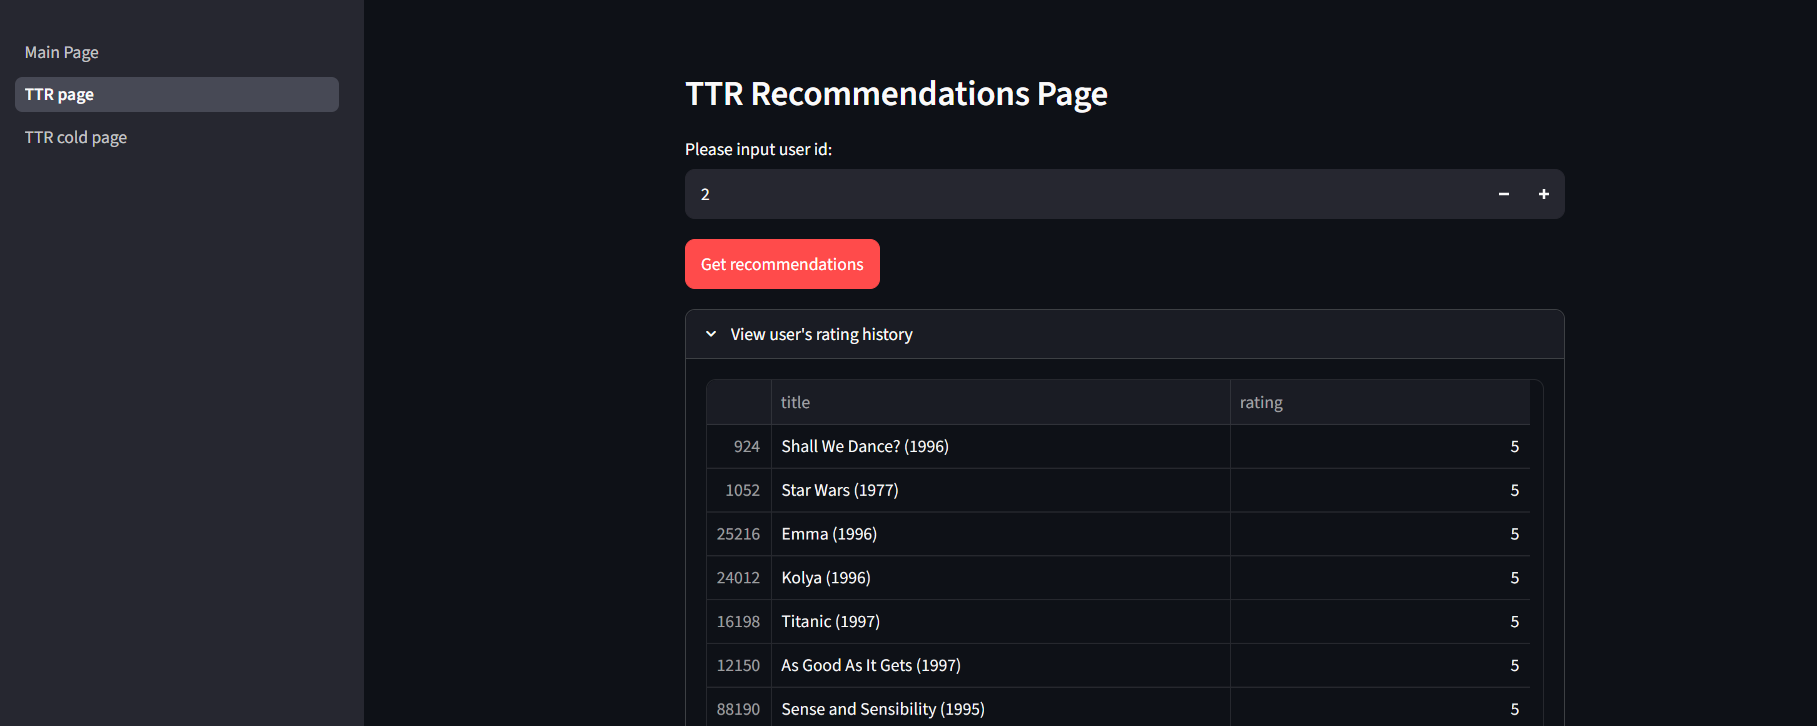 Main Page
TTR page
TTR cold page
TTR Recommendations Page
Please input user id:
2
Get recommendations
View user's rating history
title rating
924 Shall We Dance? (1996) 5
1052 Star Wars (1977) 5
25216 Emma (1996) 5
24012 Kolya (1996) 5
16198 Titanic (1997) 5
12150 As Good As It Gets (1997) 5
88190 Sense and Sensibility (1995) 5